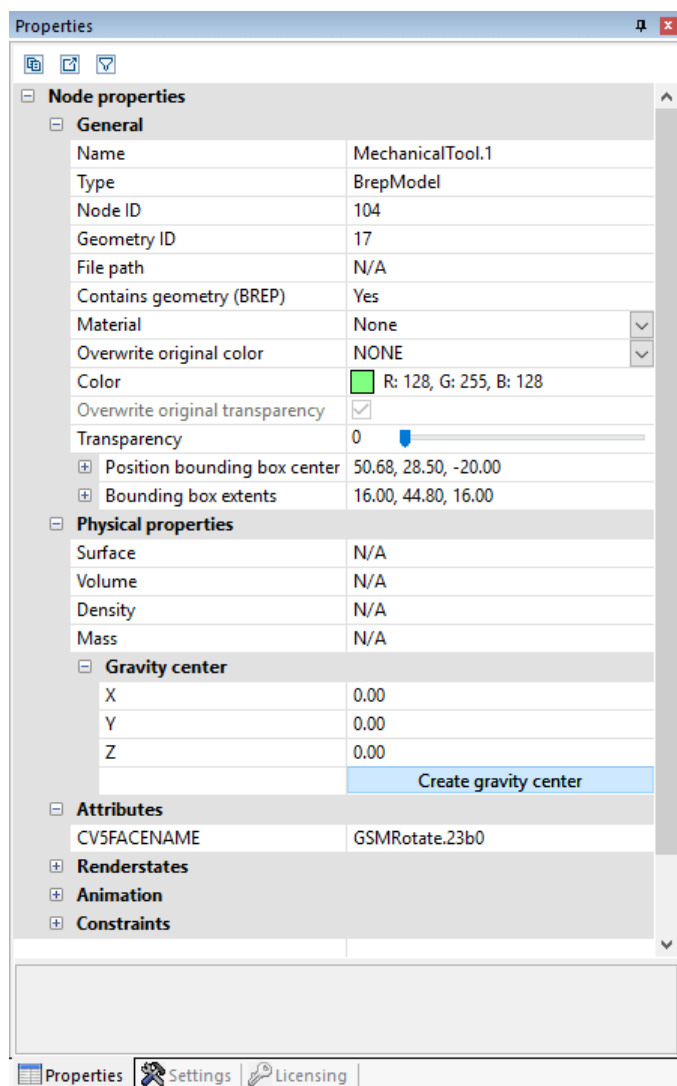 Properties
Node properties
General
Name MechanicalTool.1
Type BrepModel
Node ID 104
Geometry ID 17
File path N/A
Contains geometry (BREP) Yes
Material None
Overwrite original color NONE
Color R: 128, G: 255, B: 128
Overwrite original transparency
Transparency 0
Position bounding box center 50.68, 28.50, -20.00
Bounding box extents 16.00, 44.80, 16.00
Physical properties
Surface N/A
Volume N/A
Density N/A
Mass N/A
Gravity center
X 0.00
Y 0.00
Z 0.00
Create gravity center
Attributes
CV5FACENAME GSMRotate.23b0
Renderstates
Animation
Constraints
Properties Settings Licensing